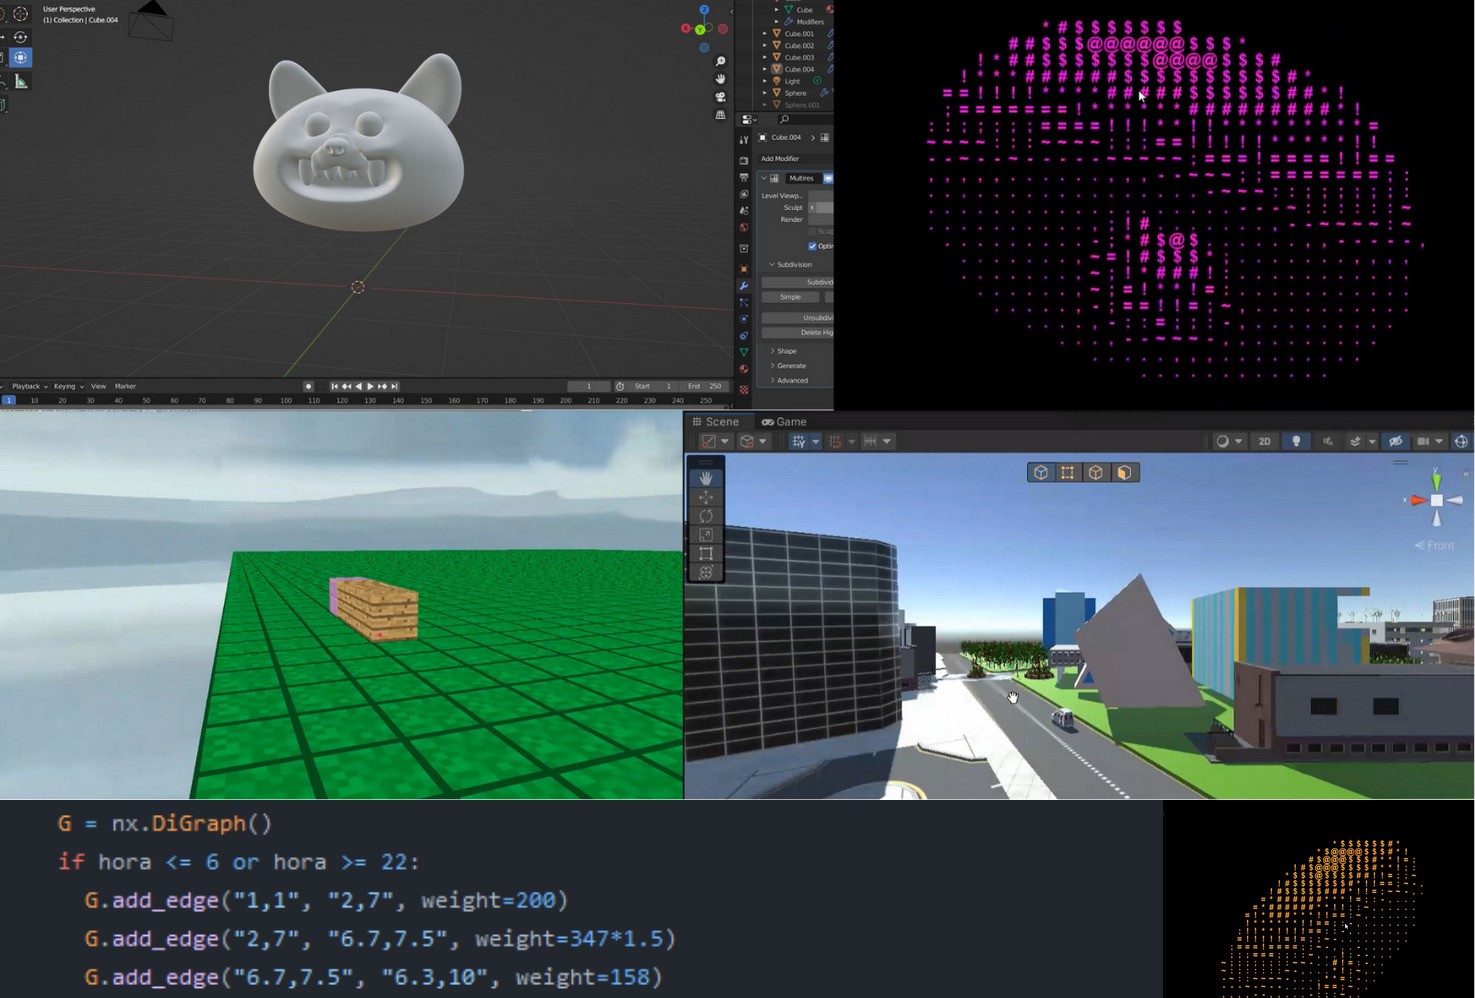 User Perspective
(1) Collection | Cube.004
Z
Y
Cube
Modifiers
Cube.001
Cube.002
Cube.003
Cube.004
Light
Sphere
Sphere.001
Cube.004
Add Modifier
Multires
Level Viewp...
Sculpt
Render
Optim
Subdivision
Subdivid
Simple
Unsubdivi
Delete Hig
Shape
Generate
Advanced
Playback Keying View Marker
1 Start 1 End 250
1 10 20 30 40 50 60 70 80 90 100 110 120 130 140 150 160 170 180 190 200 210 220 230 240 250
Scene Game
2D
y
x
Front
G = nx.DiGraph()
if hora <= 6 or hora >= 22:
G.add_edge("1,1", "2,7", weight=200)
G.add_edge("2,7", "6.7,7.5", weight=347*1.5)
G.add_edge("6.7,7.5", "6.3,10", weight=158)